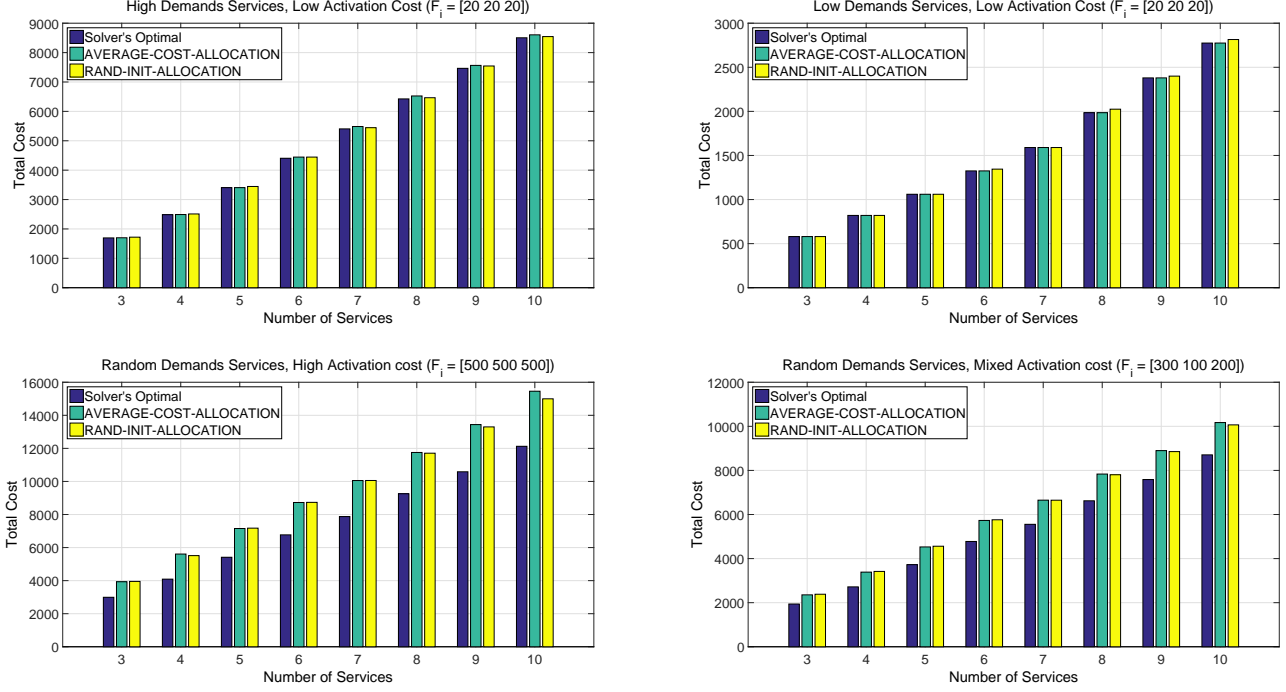 High Demands Services, Low Activation Cost (F_i = [20 20 20])
9000
8000
7000
6000
5000
4000
3000
2000
1000
0
Total Cost
Solver's Optimal
AVERAGE-COST-ALLOCATION
RAND-INIT-ALLOCATION
3 4 5 6 7 8 9 10
Number of Services
Low Demands Services, Low Activation Cost (F_i = [20 20 20])
3000
2500
2000
1500
1000
500
0
Total Cost
Solver's Optimal
AVERAGE-COST-ALLOCATION
RAND-INIT-ALLOCATION
3 4 5 6 7 8 9 10
Number of Services
Random Demands Services, High Activation cost (F_i = [500 500 500])
16000
14000
12000
10000
8000
6000
4000
2000
0
Total Cost
Solver's Optimal
AVERAGE-COST-ALLOCATION
RAND-INIT-ALLOCATION
3 4 5 6 7 8 9 10
Number of Services
Random Demands Services, Mixed Activation cost (F_i = [300 100 200])
12000
10000
8000
6000
4000
2000
0
Total Cost
Solver's Optimal
AVERAGE-COST-ALLOCATION
RAND-INIT-ALLOCATION
3 4 5 6 7 8 9 10
Number of Services